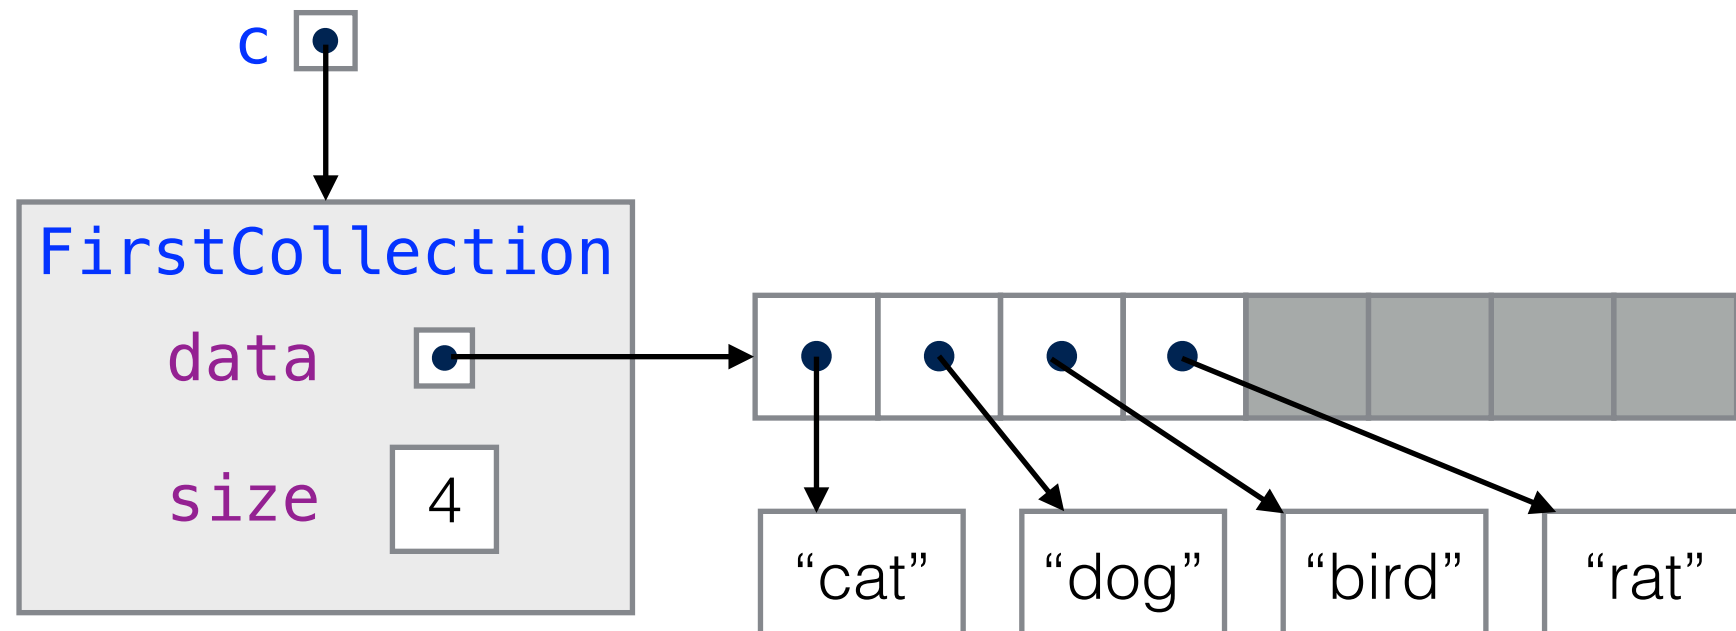 c
FirstCollection
data
size 4
“cat” “dog” “bird” “rat”